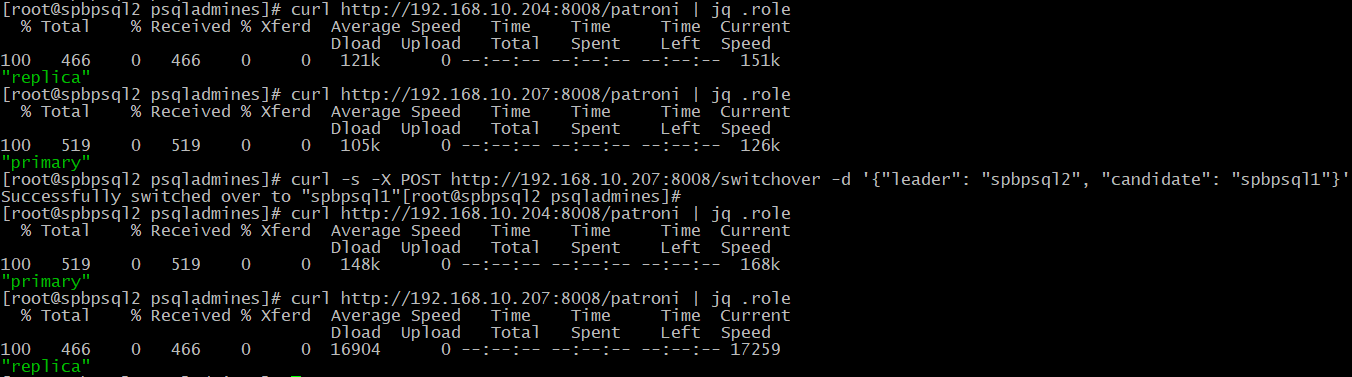 [root@spbpsql2 psqladmines]# curl http://192.168.10.204:8008/patroni | jq .role
  % Total    % Received % Xferd  Average Speed   Time    Time     Time  Current
                                 Dload  Upload   Total   Spent    Left  Speed
100   466    0   466    0     0   121k      0 --:--:-- --:--:-- --:--:--  151k
"replica"
[root@spbpsql2 psqladmines]# curl http://192.168.10.207:8008/patroni | jq .role
  % Total    % Received % Xferd  Average Speed   Time    Time     Time  Current
                                 Dload  Upload   Total   Spent    Left  Speed
100   519    0   519    0     0   105k      0 --:--:-- --:--:-- --:--:--  126k
"primary"
[root@spbpsql2 psqladmines]# curl -s -X POST http://192.168.10.207:8008/switchover -d '{"leader": "spbpsql2", "candidate": "spbpsql1"}'
Successfully switched over to "spbpsql1"[root@spbpsql2 psqladmines]#
[root@spbpsql2 psqladmines]# curl http://192.168.10.204:8008/patroni | jq .role
  % Total    % Received % Xferd  Average Speed   Time    Time     Time  Current
                                 Dload  Upload   Total   Spent    Left  Speed
100   519    0   519    0     0   148k      0 --:--:-- --:--:-- --:--:--  168k
"primary"
[root@spbpsql2 psqladmines]# curl http://192.168.10.207:8008/patroni | jq .role
  % Total    % Received % Xferd  Average Speed   Time    Time     Time  Current
                                 Dload  Upload   Total   Spent    Left  Speed
100   466    0   466    0     0  16904      0 --:--:-- --:--:-- --:--:-- 17259
"replica"